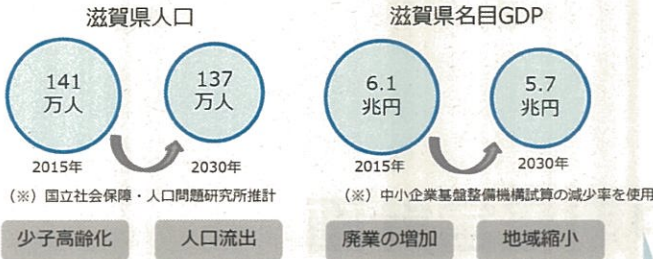 滋賀県人口
141
万人
137
万人
2015年
2030年
(※)国立社会保障・人口問題研究所推計
少子高齢化
人口流出
滋賀県名目GDP
6.1
兆円
5.7
兆円
2015年
2030年
(※)中小企業基盤整備機構試算の減少率を使用
廃業の増加
地域縮小